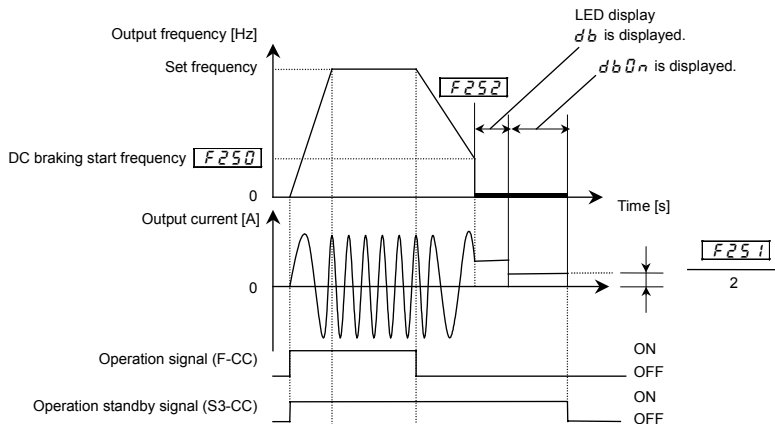 LED display
Output frequency [Hz]
db is displayed.
Set frequency
db0n is displayed.
F252
DC braking start frequency F250
0
Time [s]
Output current [A]
F251
2
0
Operation signal (F-CC)
ON
OFF
Operation standby signal (S3-CC)
ON
OFF